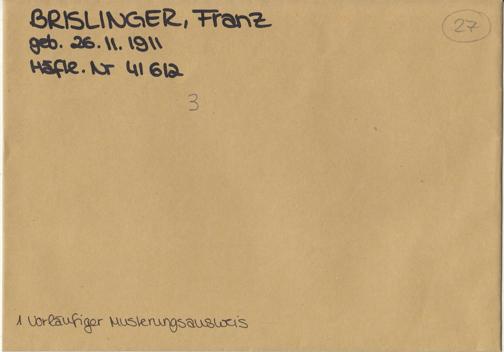 BRISLINGER, Franz
27
geb. 26. 11. 1911
Häftl. Nr 41 612
3
1 Vorläufiger Musterungsausweis